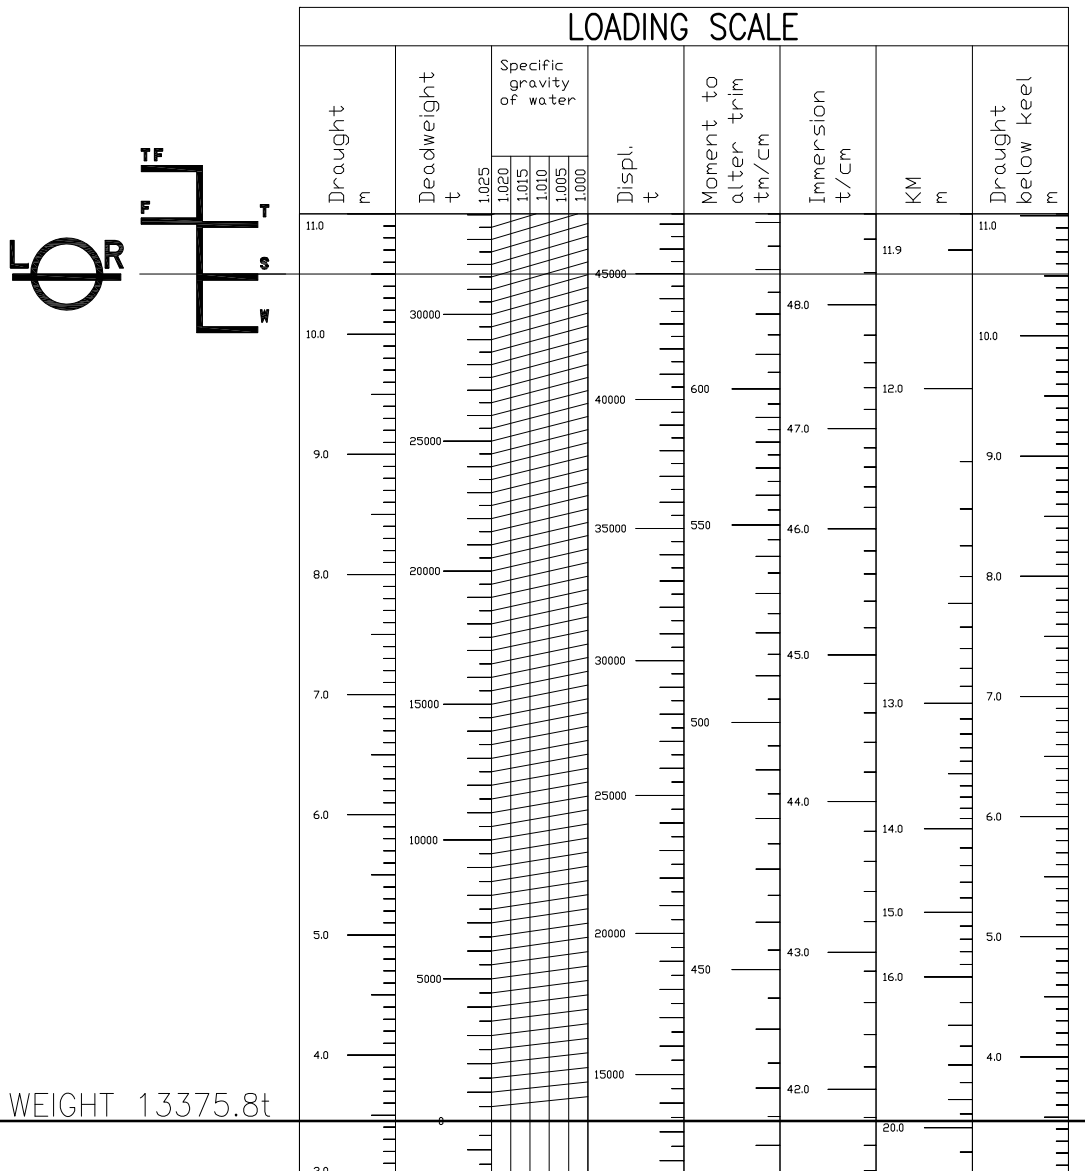 LOADING SCALE
Draught
m
Deadweight
t
Specific
gravity
of water
1.025
1.020
1.015
1.010
1.005
1.000
Displ.
t
Moment to
alter trim
tm/cm
Immersion
t/cm
KM
m
Draught
below keel
m
TF
F
T
L
R
S
W
11.0
10.0
9.0
8.0
7.0
6.0
5.0
4.0
30000
25000
20000
15000
10000
5000
0
45000
40000
35000
30000
25000
20000
15000
600
550
500
450
48.0
47.0
46.0
45.0
44.0
43.0
42.0
11.9
12.0
13.0
14.0
15.0
16.0
20.0
11.0
10.0
9.0
8.0
7.0
6.0
5.0
4.0
WEIGHT 13375.8t